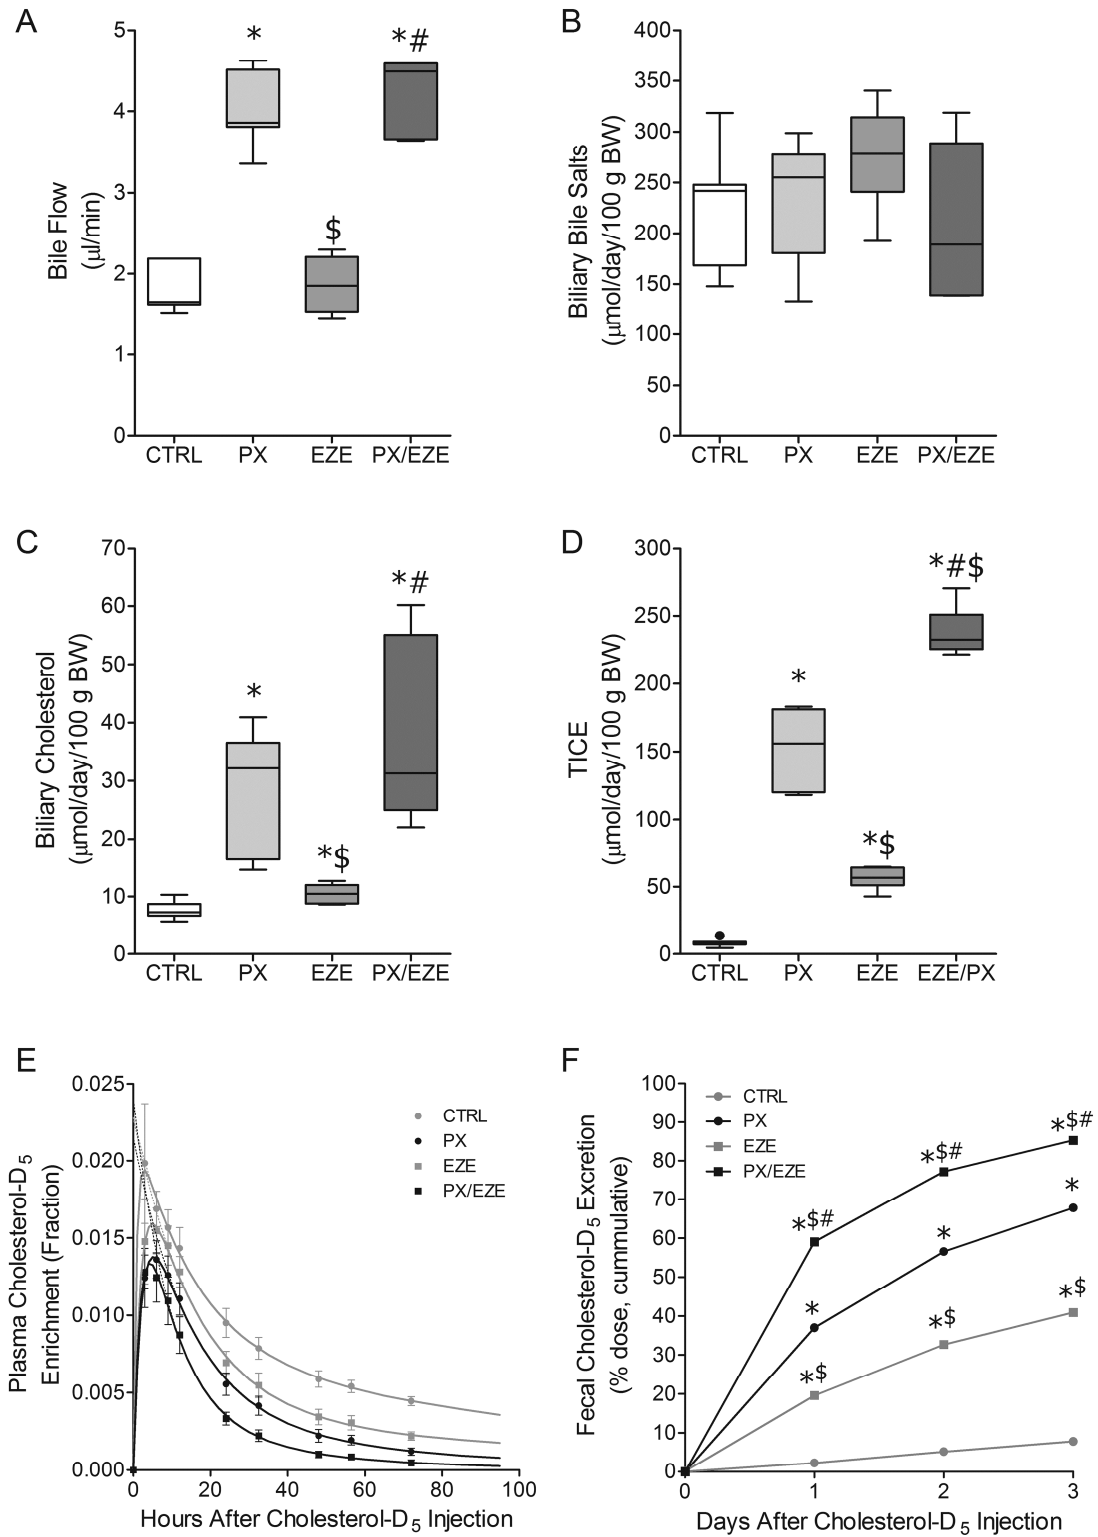 A
5
4
3
2
1
0
Bile Flow
(μl/min)
*
$
*#
CTRL PX EZE PX/EZE
B
400
350
300
250
200
150
100
50
0
Biliary Bile Salts
(μmol/day/100 g BW)
CTRL PX EZE PX/EZE
C
70
60
50
40
30
20
10
0
Biliary Cholesterol
(μmol/day/100 g BW)
*
*$
*#
CTRL PX EZE PX/EZE
D
300
250
200
150
100
50
0
TICE
(μmol/day/100 g BW)
*
*$
*#$
CTRL PX EZE EZE/PX
E
0.025
0.020
0.015
0.010
0.005
0.000
Plasma Cholesterol-D5
Enrichment (Fraction)
CTRL
PX
EZE
PX/EZE
0 20 40 60 80 100
Hours After Cholesterol-D5 Injection
F
100
90
80
70
60
50
40
30
20
10
0
Fecal Cholesterol-D5 Excretion
(% dose, cummulative)
CTRL
PX
EZE
PX/EZE
*$#
*$#
*$#
*
*
*
*$
*$
*$
0 1 2 3
Days After Cholesterol-D5 Injection